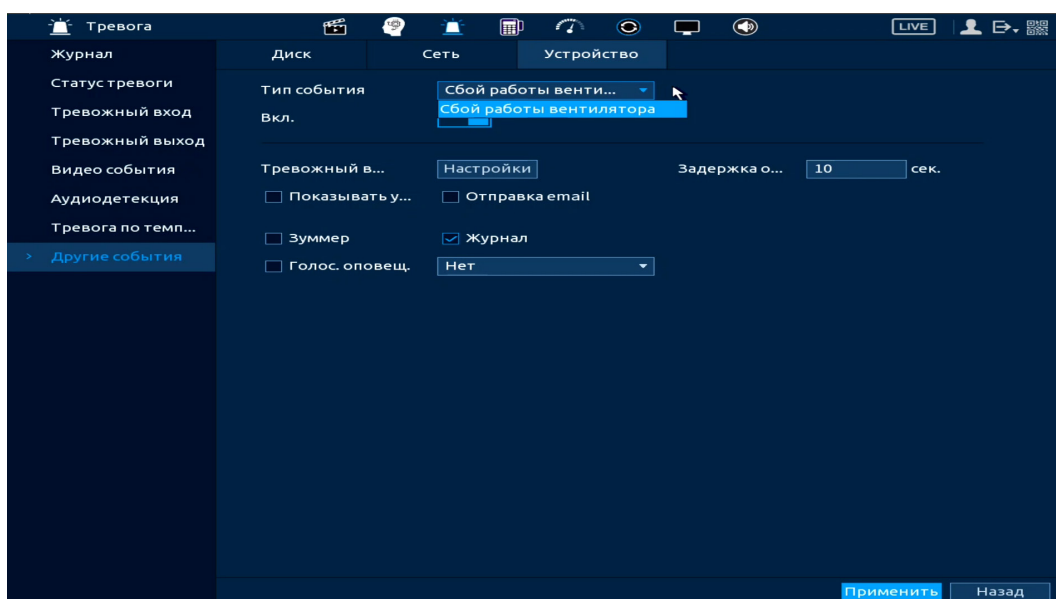 Тревога
LIVE
Журнал
Диск Сеть Устройство
Статус тревоги
Тип события Сбой работы венти...
Сбой работы вентилятора
Тревожный вход
Вкл.
Тревожный выход
Видео события
Тревожный в... Настройки Задержка о... 10 сек.
Аудиодетекция
Показывать у... Отправка email
Тревога по темп...
Зуммер Журнал
Другие события
Голос. оповещ. Нет
Применить Назад